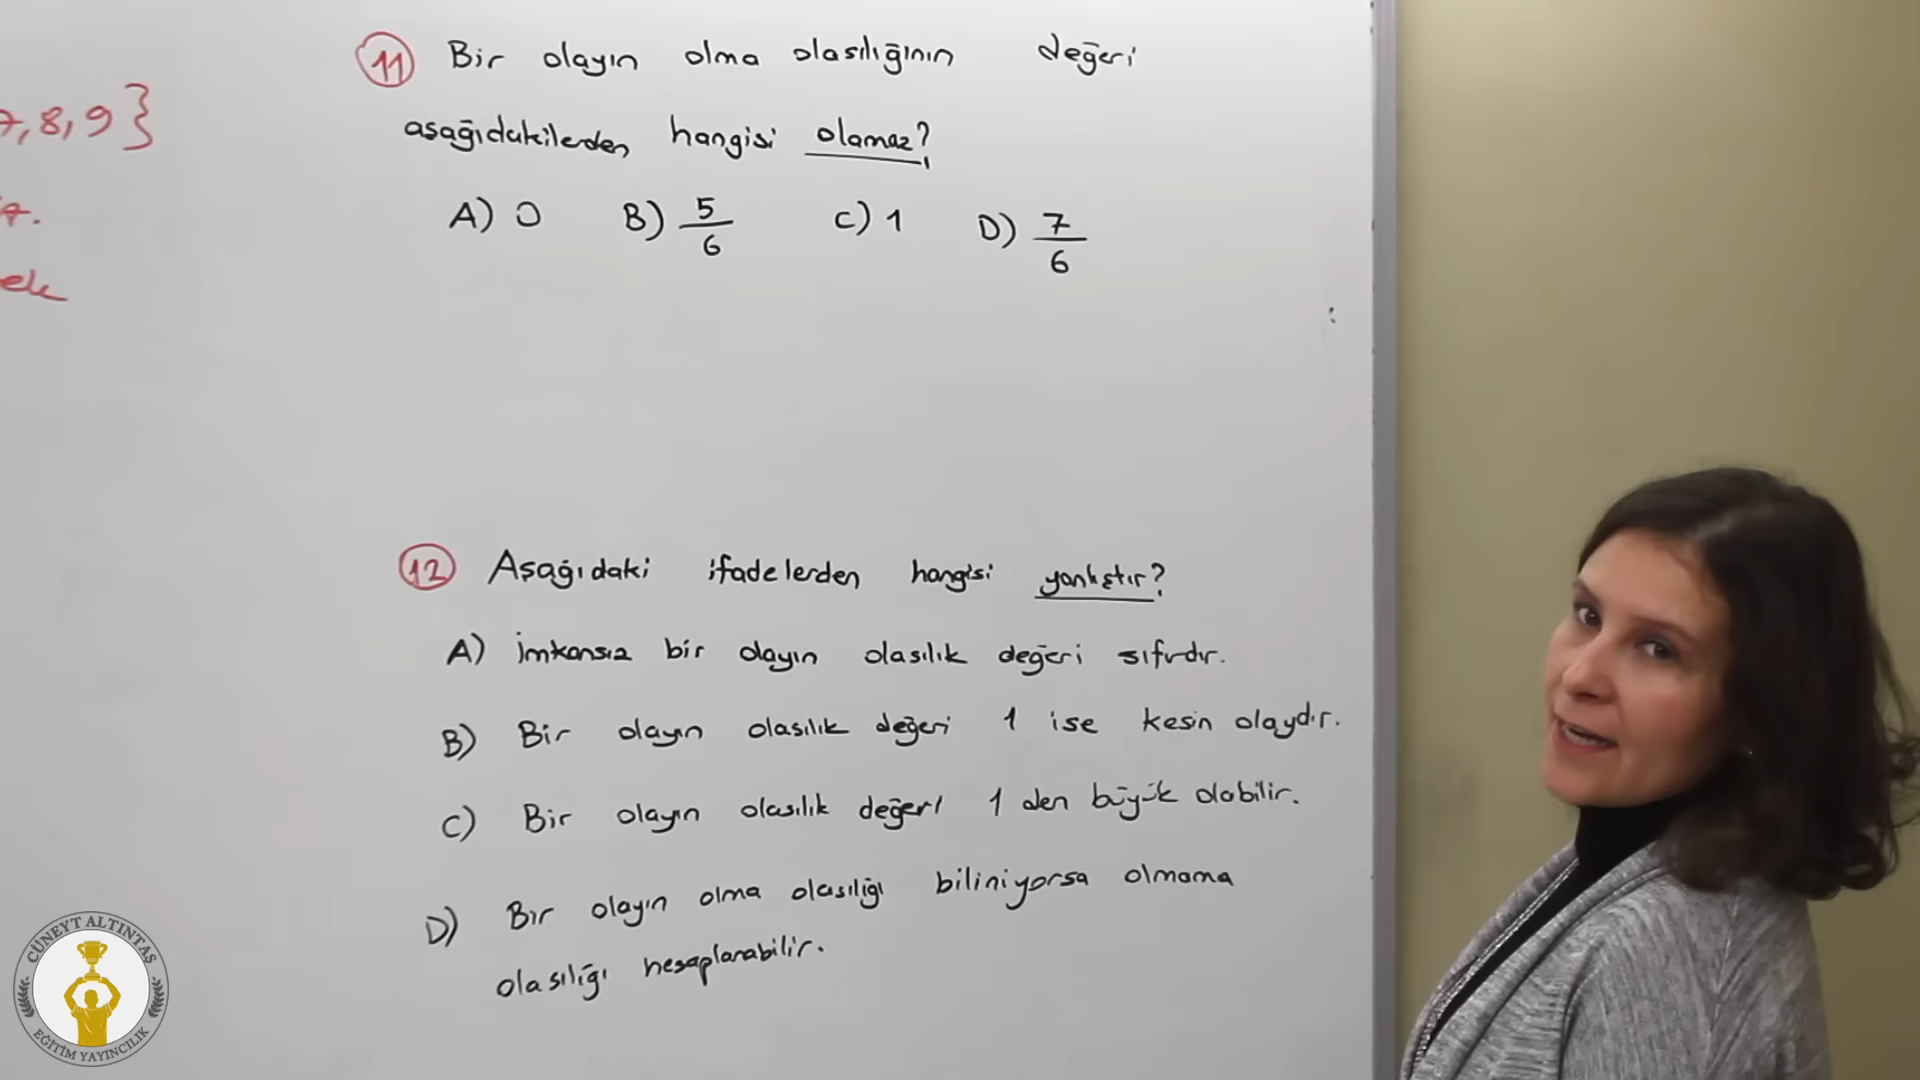 7, 8, 9 }
ek
11 Bir olayın olma olasılığının değeri
aşağıdakilerden hangisi olamaz?
A) 0 B) 5/6 C) 1 D) 7/6
12 Aşağıdaki ifadelerden hangisi yanlıştır?
A) İmkansız bir olayın olasılık değeri sıfırdır.
B) Bir olayın olasılık değeri 1 ise kesin olaydır.
C) Bir olayın olasılık değeri 1 den büyük olabilir.
D) Bir olayın olma olasılığı biliniyorsa olmama
olasılığı hesaplanabilir.
CÜNEYT ALTINTAŞ
EĞİTİM YAYINCILIK